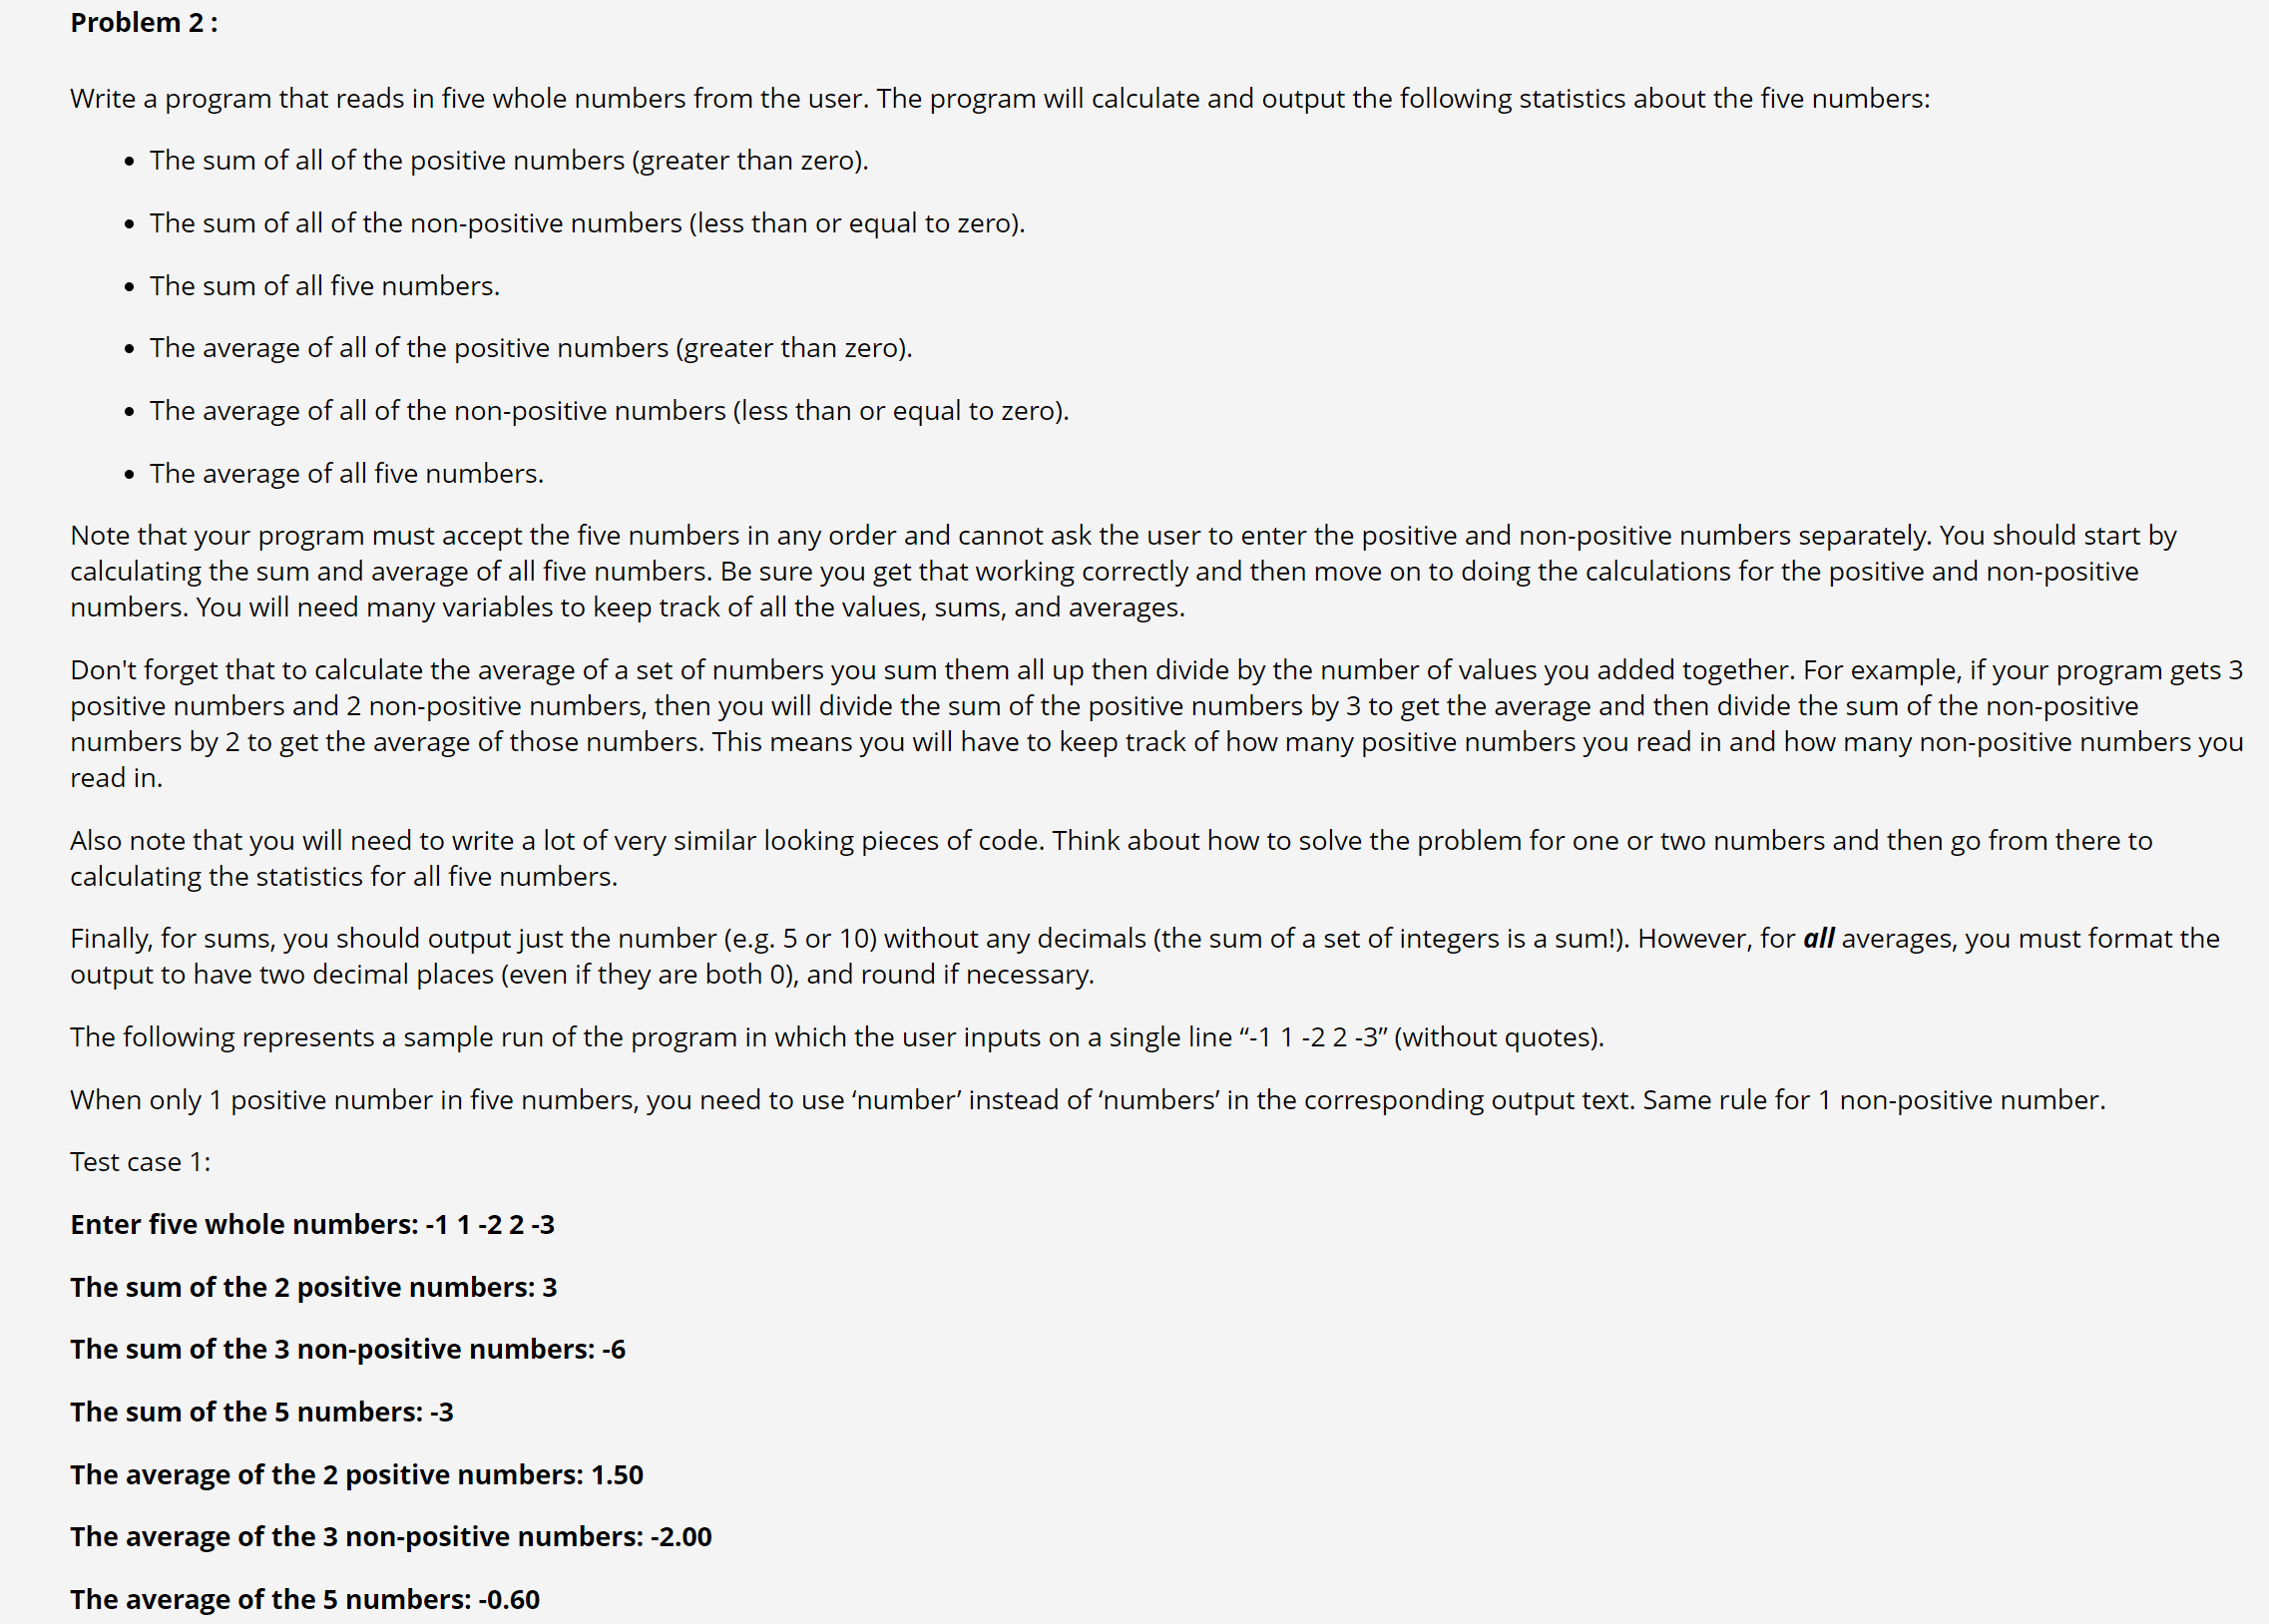 Problem 2 :
Write a program that reads in five whole numbers from the user. The program will calculate and output the following statistics about the five numbers:
• The sum of all of the positive numbers (greater than zero).
• The sum of all of the non-positive numbers (less than or equal to zero).
• The sum of all five numbers.
• The average of all of the positive numbers (greater than zero).
• The average of all of the non-positive numbers (less than or equal to zero).
• The average of all five numbers.
Note that your program must accept the five numbers in any order and cannot ask the user to enter the positive and non-positive numbers separately. You should start by
calculating the sum and average of all five numbers. Be sure you get that working correctly and then move on to doing the calculations for the positive and non-positive
numbers. You will need many variables to keep track of all the values, sums, and averages.
Don't forget that to calculate the average of a set of numbers you sum them all up then divide by the number of values you added together. For example, if your program gets 3
positive numbers and 2 non-positive numbers, then you will divide the sum of the positive numbers by 3 to get the average and then divide the sum of the non-positive
numbers by 2 to get the average of those numbers. This means you will have to keep track of how many positive numbers you read in and how many non-positive numbers you
read in.
Also note that you will need to write a lot of very similar looking pieces of code. Think about how to solve the problem for one or two numbers and then go from there to
calculating the statistics for all five numbers.
Finally, for sums, you should output just the number (e.g. 5 or 10) without any decimals (the sum of a set of integers is a sum!). However, for all averages, you must format the
output to have two decimal places (even if they are both 0), and round if necessary.
The following represents a sample run of the program in which the user inputs on a single line “-1 1 -2 2 -3” (without quotes).
When only 1 positive number in five numbers, you need to use ‘number’ instead of ‘numbers’ in the corresponding output text. Same rule for 1 non-positive number.
Test case 1:
Enter five whole numbers: -1 1 -2 2 -3
The sum of the 2 positive numbers: 3
The sum of the 3 non-positive numbers: -6
The sum of the 5 numbers: -3
The average of the 2 positive numbers: 1.50
The average of the 3 non-positive numbers: -2.00
The average of the 5 numbers: -0.60